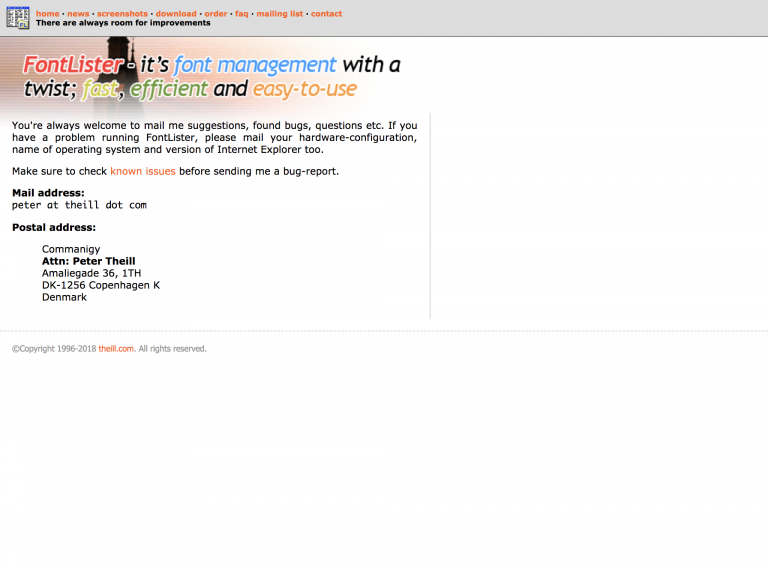 home · news · screenshots · download · order · faq · mailing list · contact
There are always room for improvements
FontLister - it's font management with a
twist; fast, efficient and easy-to-use
You're always welcome to mail me suggestions, found bugs, questions etc. If you
have a problem running FontLister, please mail your hardware-configuration,
name of operating system and version of Internet Explorer too.
Make sure to check known issues before sending me a bug-report.
Mail address:
peter at theill dot com
Postal address:
Commanigy
Attn: Peter Theill
Amaliegade 36, 1TH
DK-1256 Copenhagen K
Denmark
©Copyright 1996-2018 theill.com. All rights reserved.